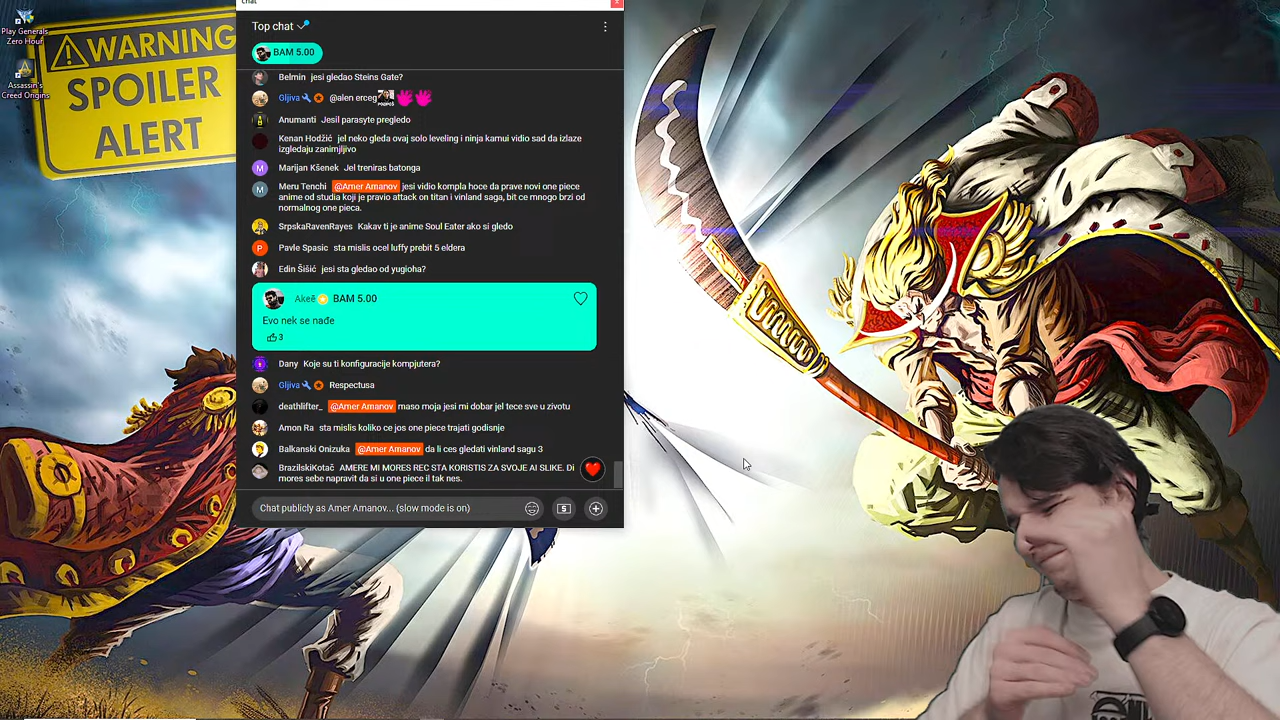 Chat
Play Generals
Zero Hour
Assassin's
Creed Origins
WARNING
SPOILER
ALERT
Top chat
BAM 5.00
Belmin jesi gledao Steins Gate?
Gljiva @alen erceg
Anumanti Jesil parasyte pregledo
Kenan Hodžić jel neko gleda ovaj solo leveling i ninja kamui vidio sad da izlaze
izgledaju zanimljivo
M Marijan Kšenek Jel treniras batonga
M Meru Tenchi @Amer Amanov jesi vidio kompla hoce da prave novi one piece
anime od studia koji je pravio attack on titan i vinland saga, bit ce mnogo brzi od
normalnog one pieca.
SrpskaRavenRayes Kakav ti je anime Soul Eater ako si gledo
P Pavle Spasic sta mislis ocel luffy prebit 5 eldera
Edin Šišić jesi sta gledao od yugioha?
Akeē BAM 5.00
Evo nek se nađe
3
Dany Koje su ti konfiguracije kompjutera?
Gljiva Respectusa
deathlifter_ @Amer Amanov maso moja jesi mi dobar jel tece sve u zivotu
Amon Ra sta mislis koliko ce jos one piece trajati godisnje
Balkanski Onizuka @Amer Amanov da li ces gledati vinland sagu 3
BrazilskiKotač AMERE MI MORES REC STA KORISTIS ZA SVOJE AI SLIKE. Di
mores sebe napravit da si u one piece il tak nes.
Chat publicly as Amer Amanov... (slow mode is on)